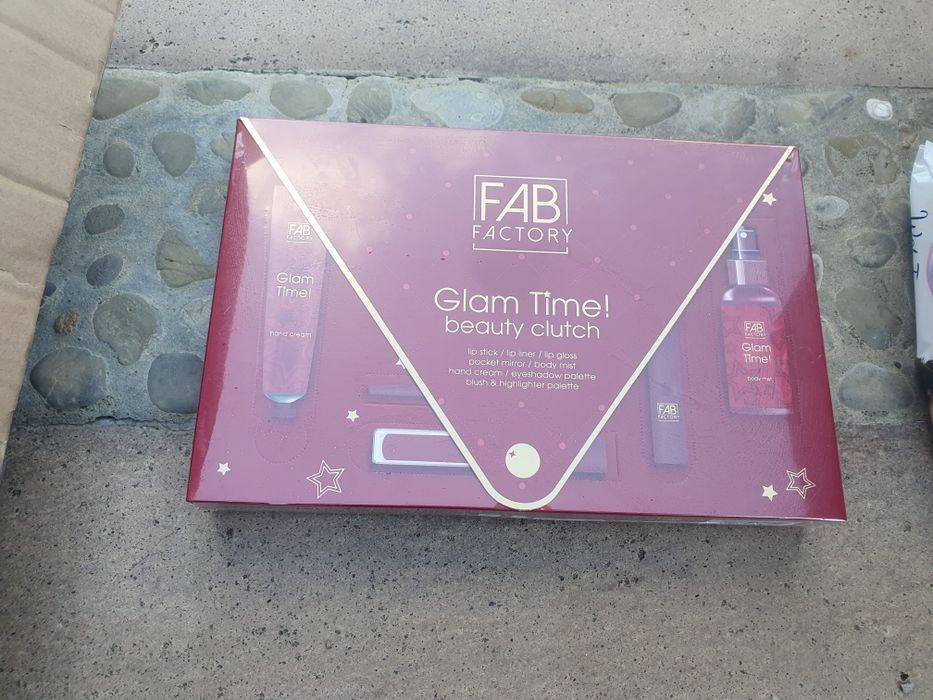 FAB
FACTORY
Glam Time!
beauty clutch
lip stick / lip liner / lip gloss
pocket mirror / body mist
hand cream / eyeshadow palette
blush & highlighter palette
FAB
FACTORY
Glam
Time!
hand cream
FAB
FACTORY
FAB
FACTORY
Glam
Time!
body mist